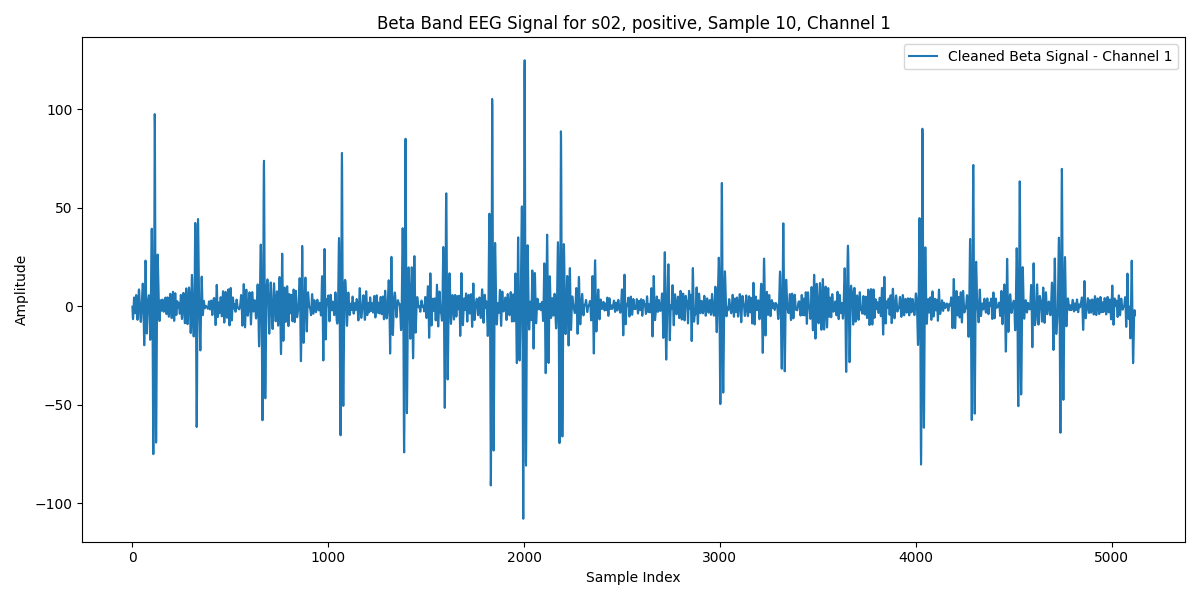 Beta Band EEG Signal for s02, positive, Sample 10, Channel 1
Cleaned Beta Signal - Channel 1
Amplitude
100
50
0
−50
−100
0 1000 2000 3000 4000 5000
Sample Index